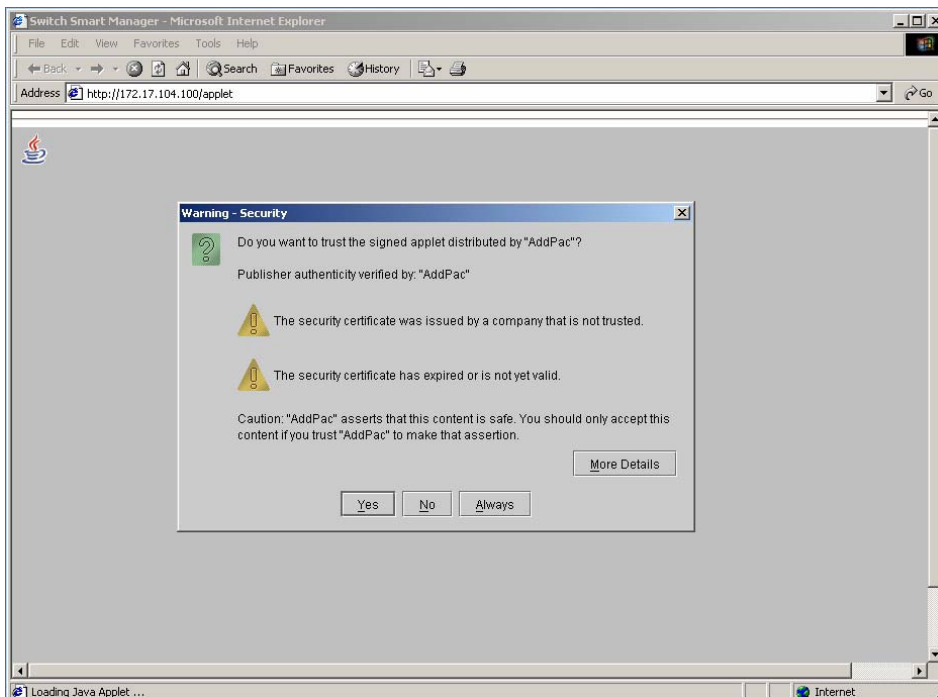 Switch Smart Manager - Microsoft Internet Explorer
File Edit View Favorites Tools Help
Back Search Favorites History
Address http://172.17.104.100/applet Go
Warning - Security
Do you want to trust the signed applet distributed by "AddPac"?
Publisher authenticity verified by: "AddPac"
The security certificate was issued by a company that is not trusted.
The security certificate has expired or is not yet valid.
Caution: "AddPac" asserts that this content is safe. You should only accept this
content if you trust "AddPac" to make that assertion.
More Details
Yes No Always
Loading Java Applet ... Internet